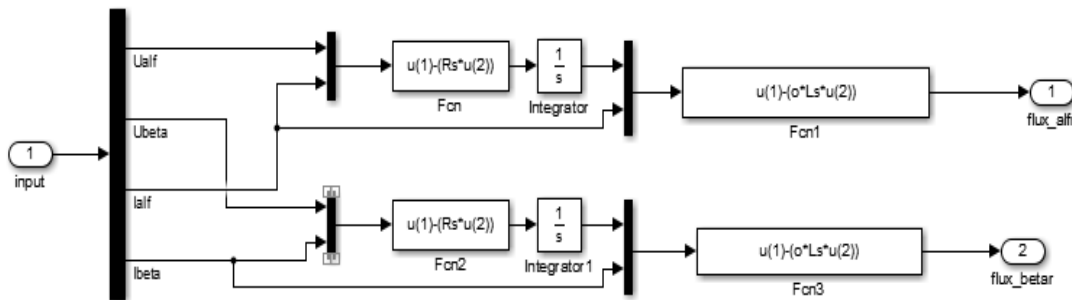 Ualf
u(1)-(Rs*u(2))
Fcn
1
s
Integrator
u(1)-(o*Ls*u(2))
Fcn1
1
flux_alfr
Ubeta
1
input
Ialf
u(1)-(Rs*u(2))
Fcn2
1
s
Integrator1
u(1)-(o*Ls*u(2))
Fcn3
2
flux_betar
Ibeta